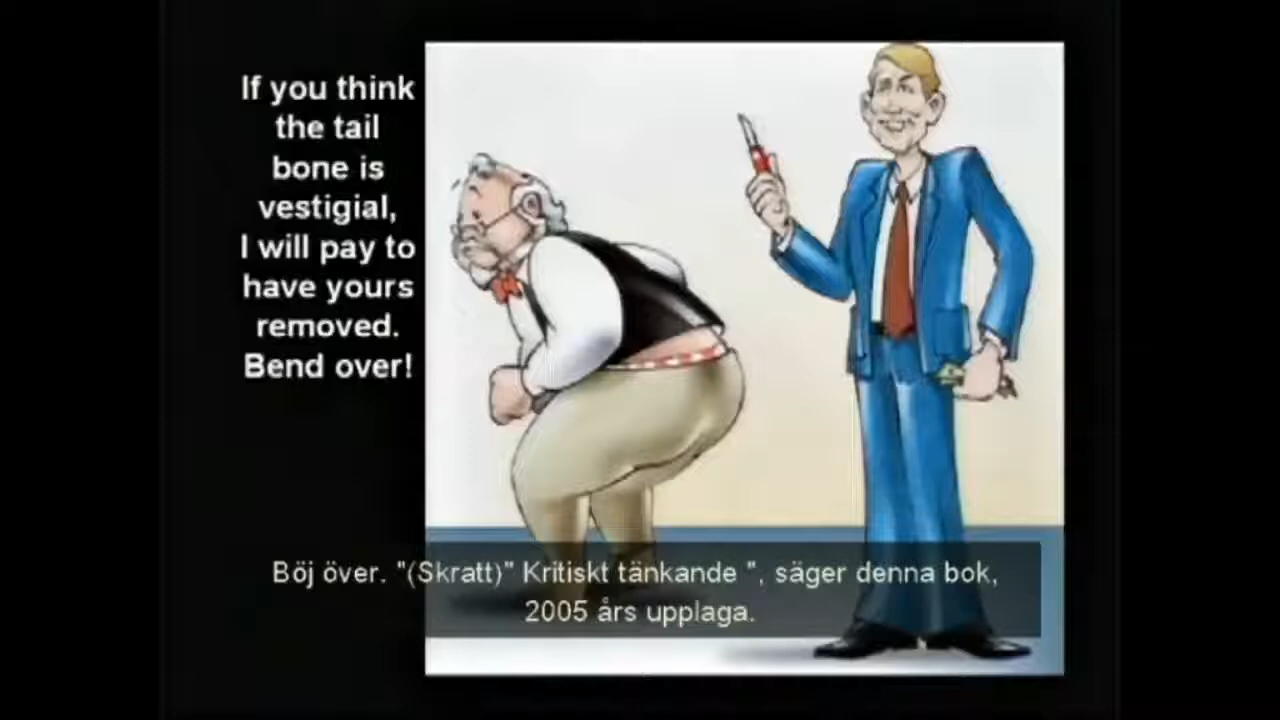 If you think
the tail
bone is
vestigial,
I will pay to
have yours
removed.
Bend over!
Böj över. "(Skratt)" Kritiskt tänkande ", säger denna bok,
2005 års upplaga.